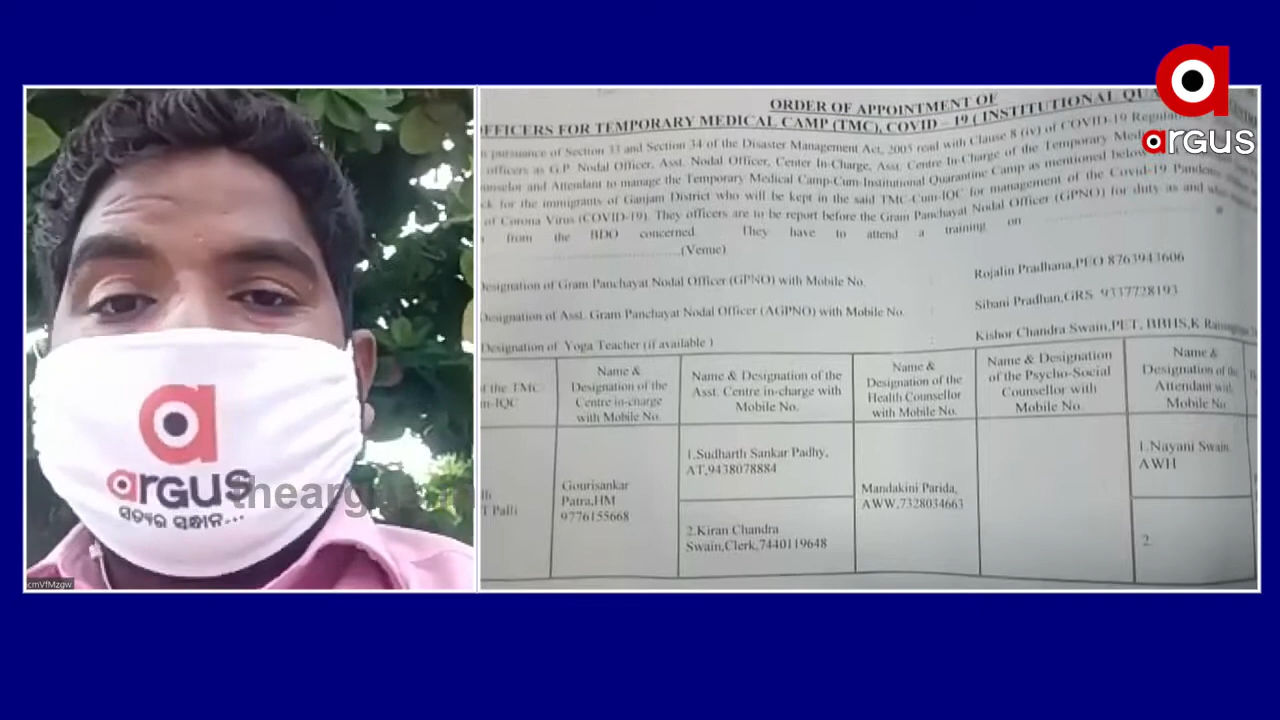 argus
ORDER OF APPOINTMENT OF
OFFICERS FOR TEMPORARY MEDICAL CAMP (TMC), COVID – 19 ( INSTITUTIONAL
pursuance of Section 33 and Section 34 of the Disaster Management Act, 2005 read with Clause 8 (iv) of COVID-19
officers as G.P. Nodal Officer, Asst. Nodal Officer, Center In-Charge, Asst. Centre In-Charge of the Temporary
and Attendant to manage the Temporary Medical Camp-Cum-Institutional Quarantine Camp as mentioned below
for the immigrants of Ganjam District who will be kept in the said TMC-Cum-IQC for management of the Covid-19
of Corona Virus (COVID-19). They officers are to be report before the Gram Panchayat Nodal Officer (GPNO) for duty as and
from the BDO concerned. They have to attend a training on
(Venue)
Designation of Gram Panchayat Nodal Officer (GPNO) with Mobile No. : Rojalin Pradhana,PEO 8763943606
Designation of Asst. Gram Panchayat Nodal Officer (AGPNO) with Mobile No. Sibani Pradhan,GRS 9337728193
Designation of Yoga Teacher (if available ) : Kishor Chandra Swain,PET, BBHS,K
of the TMC
IQC
Name &
Designation of the
Centre in-charge
with Mobile No.
Name & Designation of the
Asst. Centre in-charge with
Mobile No.
Name &
Designation of the
Health Counsellor
with Mobile No.
Name & Designation
of the Psycho-Social
Counsellor with
Mobile No.
Name &
Designation of the
Attendant with
Mobile No.
T Palli
Gourisankar
Patra,HM
9776155668
1.Sudharth Sankar Padhy,
AT,9438078884
2.Kiran Chandra
Swain,Clerk,7440119648
Mandakini Parida,
AWW,7328034663
1.Nayani Swain
AWH
2.
argus
ସତ୍ୟର ସନ୍ଧାନ...
cmVfMzgw